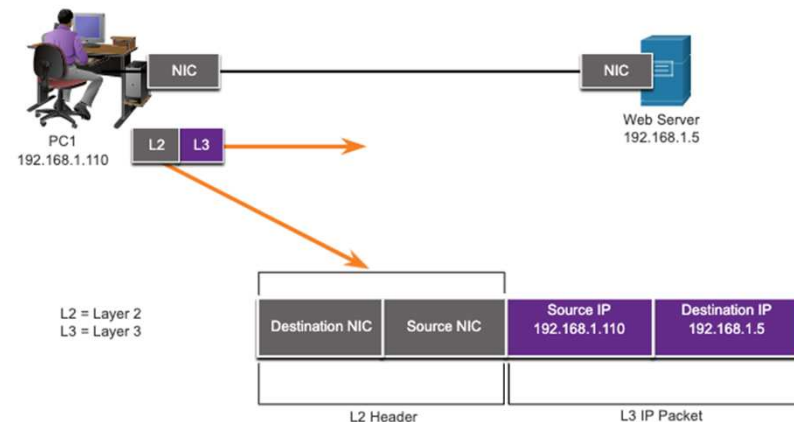 NIC
NIC
PC1
192.168.1.110
Web Server
192.168.1.5
L2 L3
L2 = Layer 2
L3 = Layer 3
Destination NIC
Source NIC
Source IP
192.168.1.110
Destination IP
192.168.1.5
L2 Header
L3 IP Packet